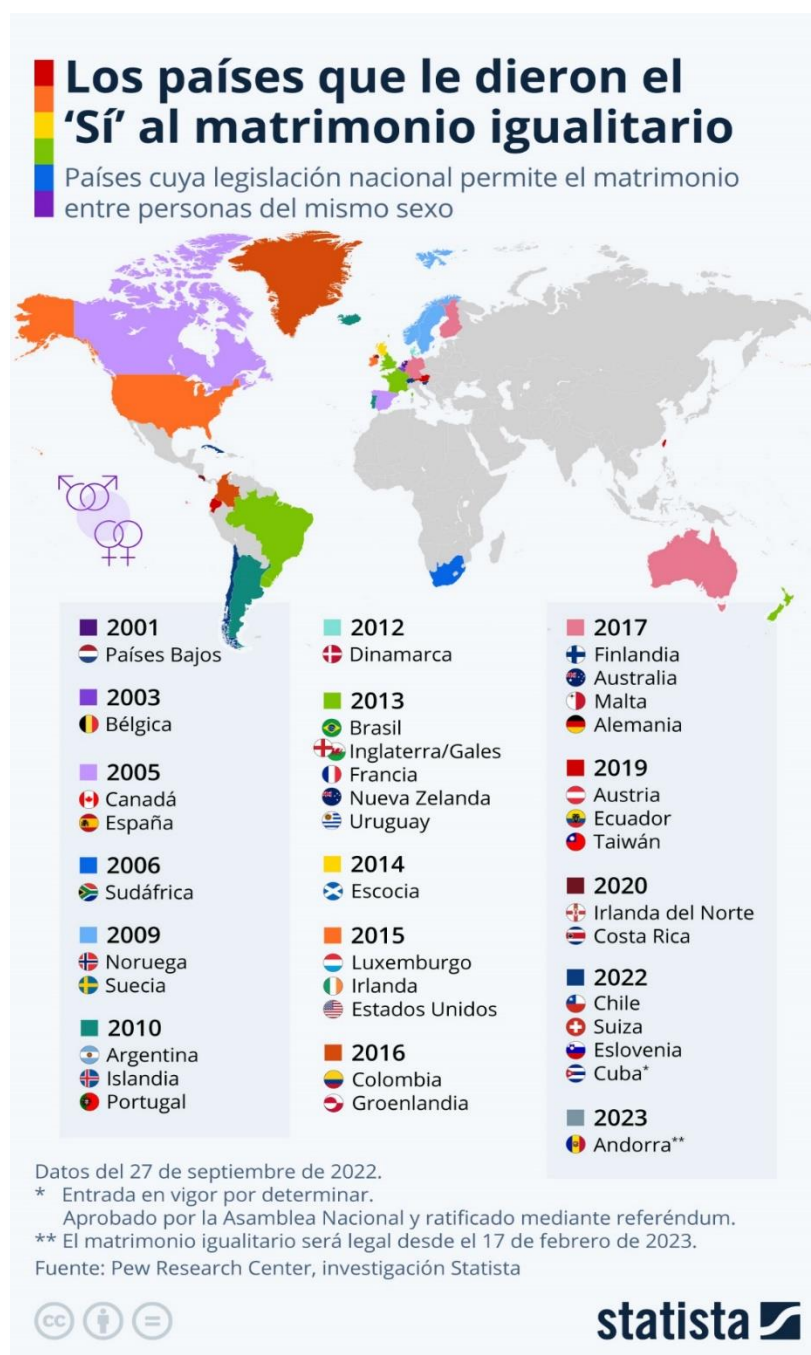 Los países que le dieron el
‘Sí’ al matrimonio igualitario
Países cuya legislación nacional permite el matrimonio
entre personas del mismo sexo
2001
Países Bajos
2003
Bélgica
2005
Canadá
España
2006
Sudáfrica
2009
Noruega
Suecia
2010
Argentina
Islandia
Portugal
2012
Dinamarca
2013
Brasil
Inglaterra/Gales
Francia
Nueva Zelanda
Uruguay
2014
Escocia
2015
Luxemburgo
Irlanda
Estados Unidos
2016
Colombia
Groenlandia
2017
Finlandia
Australia
Malta
Alemania
2019
Austria
Ecuador
Taiwán
2020
Irlanda del Norte
Costa Rica
2022
Chile
Suiza
Eslovenia
Cuba*
2023
Andorra**
Datos del 27 de septiembre de 2022.
* Entrada en vigor por determinar.
Aprobado por la Asamblea Nacional y ratificado mediante referéndum.
** El matrimonio igualitario será legal desde el 17 de febrero de 2023.
Fuente: Pew Research Center, investigación Statista
cc
statista